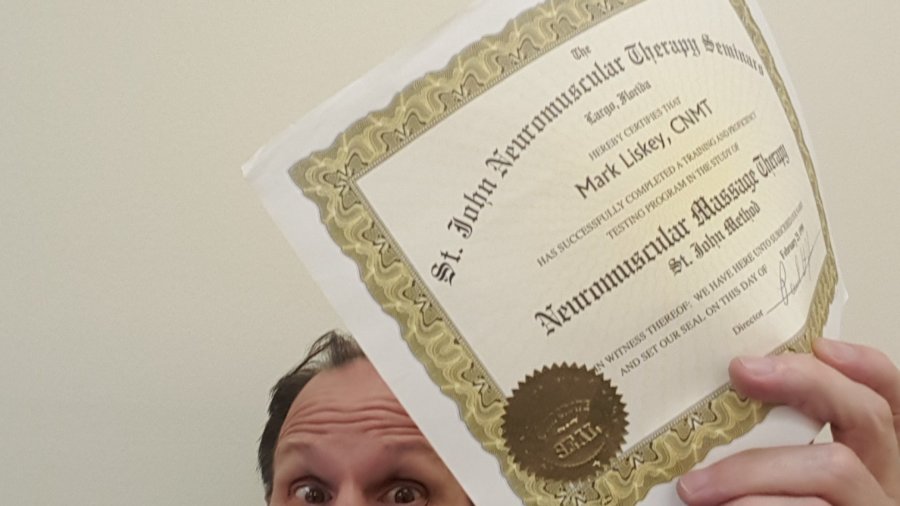 The
St. John Neuromuscular Therapy Seminars
Largo, Florida
HEREBY CERTIFIES THAT
Mark Liskey, CNMT
HAS SUCCESSFULLY COMPLETED A TRAINING AND PROFICIENCY
TESTING PROGRAM IN THE STUDY OF
Neuromuscular Massage Therapy
St. John Method
IN WITNESS THEREOF: WE HAVE HERE UNTO SUBSCRIBED OUR NAME
AND SET OUR SEAL ON THIS DAY OF February
Director
SEAL